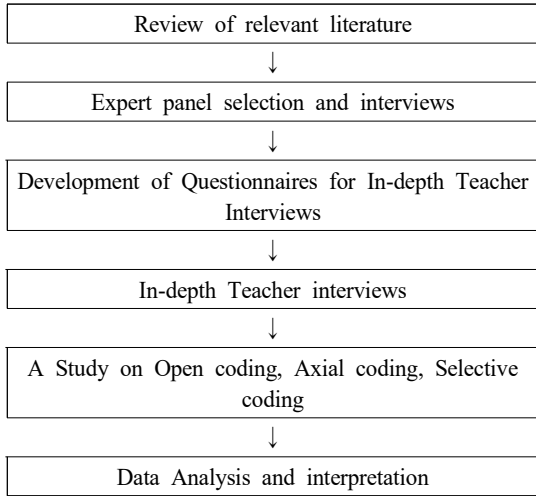 Review of relevant literature
↓
Expert panel selection and interviews
↓
Development of Questionnaires for In-depth Teacher
Interviews
↓
In-depth Teacher interviews
↓
A Study on Open coding, Axial coding, Selective
coding
↓
Data Analysis and interpretation